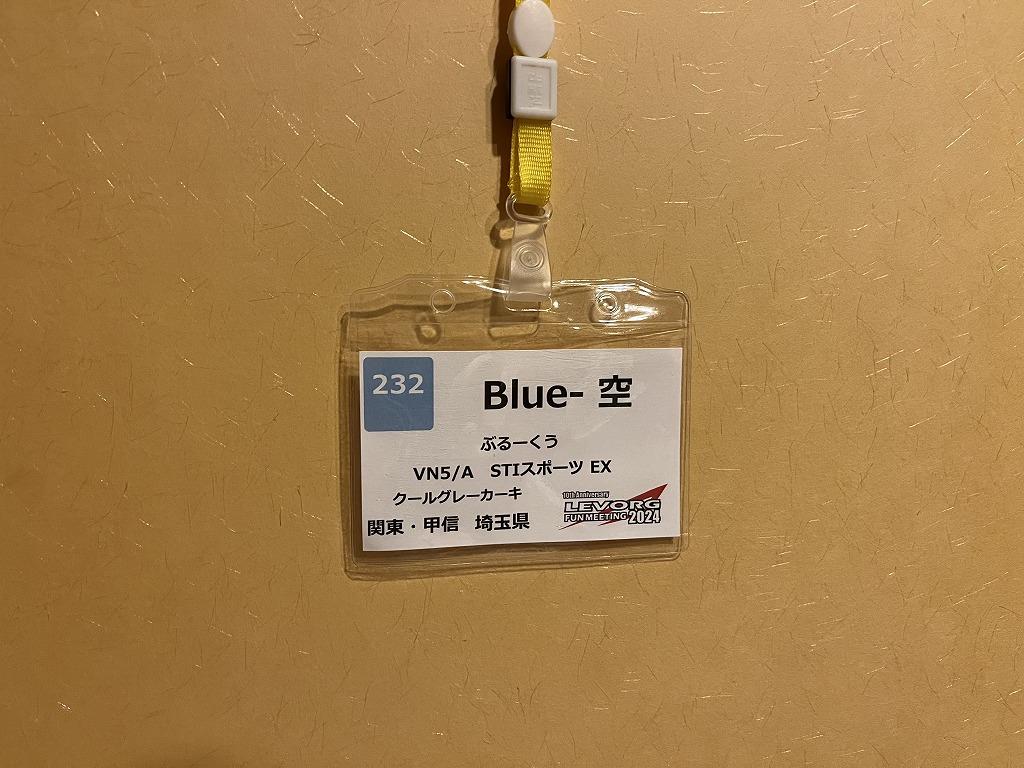 232
Blue- 空
ぶるーくう
VN5/A STIスポーツ EX
クールグレーカーキ
関東・甲信 埼玉県
10th Anniversary
LEVORG
FUN MEETING 2024